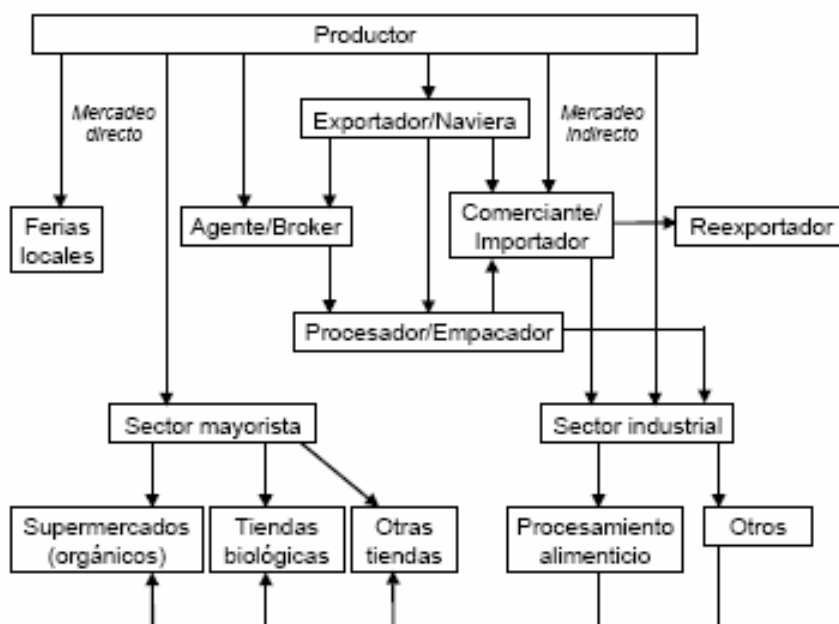 Productor
Mercadeo
directo
Mercadeo
indirecto
Exportador/Naviera
Ferias
locales
Agente/Broker
Comerciante/
Importador
Reexportador
Procesador/Empacador
Sector mayorista
Sector industrial
Supermercados
(orgánicos)
Tiendas
biológicas
Otras
tiendas
Procesamiento
alimenticio
Otros